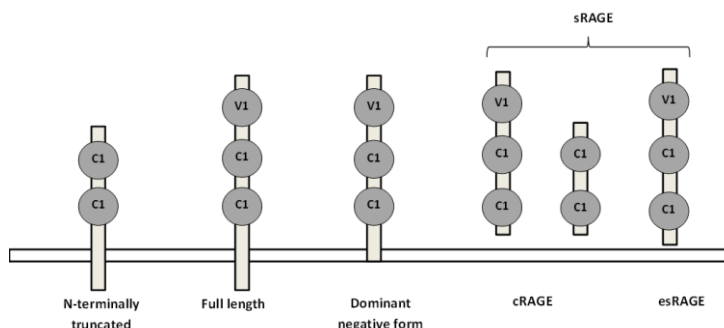 sRAGE
V1 V1 V1 V1
C1 C1 C1 C1 C1 C1
C1 C1 C1 C1 C1 C1
N-terminally Full length Dominant cRAGE esRAGE
truncated negative form